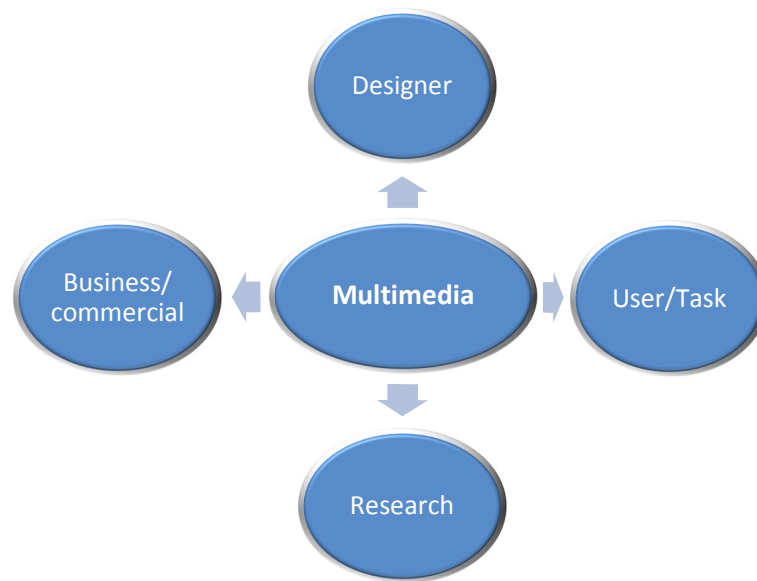 Designer
Business/
commercial
Multimedia
User/Task
Research